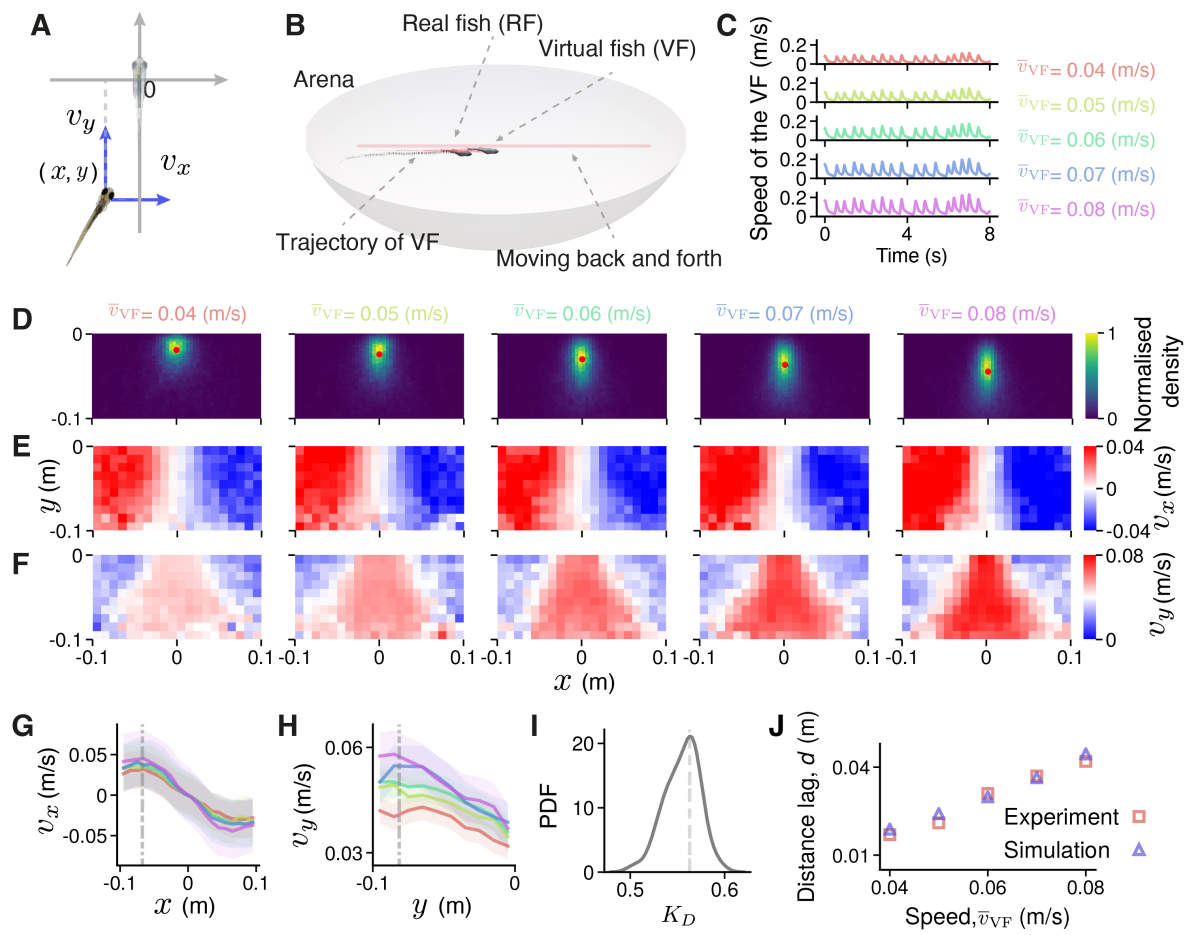 A
0
v_y
(x, y)
v_x
B
Real fish (RF)
Virtual fish (VF)
Arena
Trajectory of VF
Moving back and forth
C
Speed of the VF (m/s)
0.2
0
0.2
0
0.2
0
0.2
0
0.2
0
0
4
8
Time (s)
v̅_VF = 0.04 (m/s)
v̅_VF = 0.05 (m/s)
v̅_VF = 0.06 (m/s)
v̅_VF = 0.07 (m/s)
v̅_VF = 0.08 (m/s)
D
v̅_VF = 0.04 (m/s)
v̅_VF = 0.05 (m/s)
v̅_VF = 0.06 (m/s)
v̅_VF = 0.07 (m/s)
v̅_VF = 0.08 (m/s)
0
-0.1
1
0
Normalised
density
E
0
-0.1
y (m)
0.04
0
-0.04
v_x (m/s)
F
0
-0.1
0.08
0
v_y (m/s)
-0.1 0 0.1
-0.1 0 0.1
-0.1 0 0.1
-0.1 0 0.1
-0.1 0 0.1
x (m)
G
v_x (m/s)
0.05
0
-0.05
-0.1 0 0.1
x (m)
H
v_y (m/s)
0.06
0.03
-0.1 0
y (m)
I
PDF
20
10
0
0.5 0.6
K_D
J
Distance lag, d (m)
0.04
0.01
Experiment
Simulation
0.04 0.06 0.08
Speed, v̅_VF (m/s)